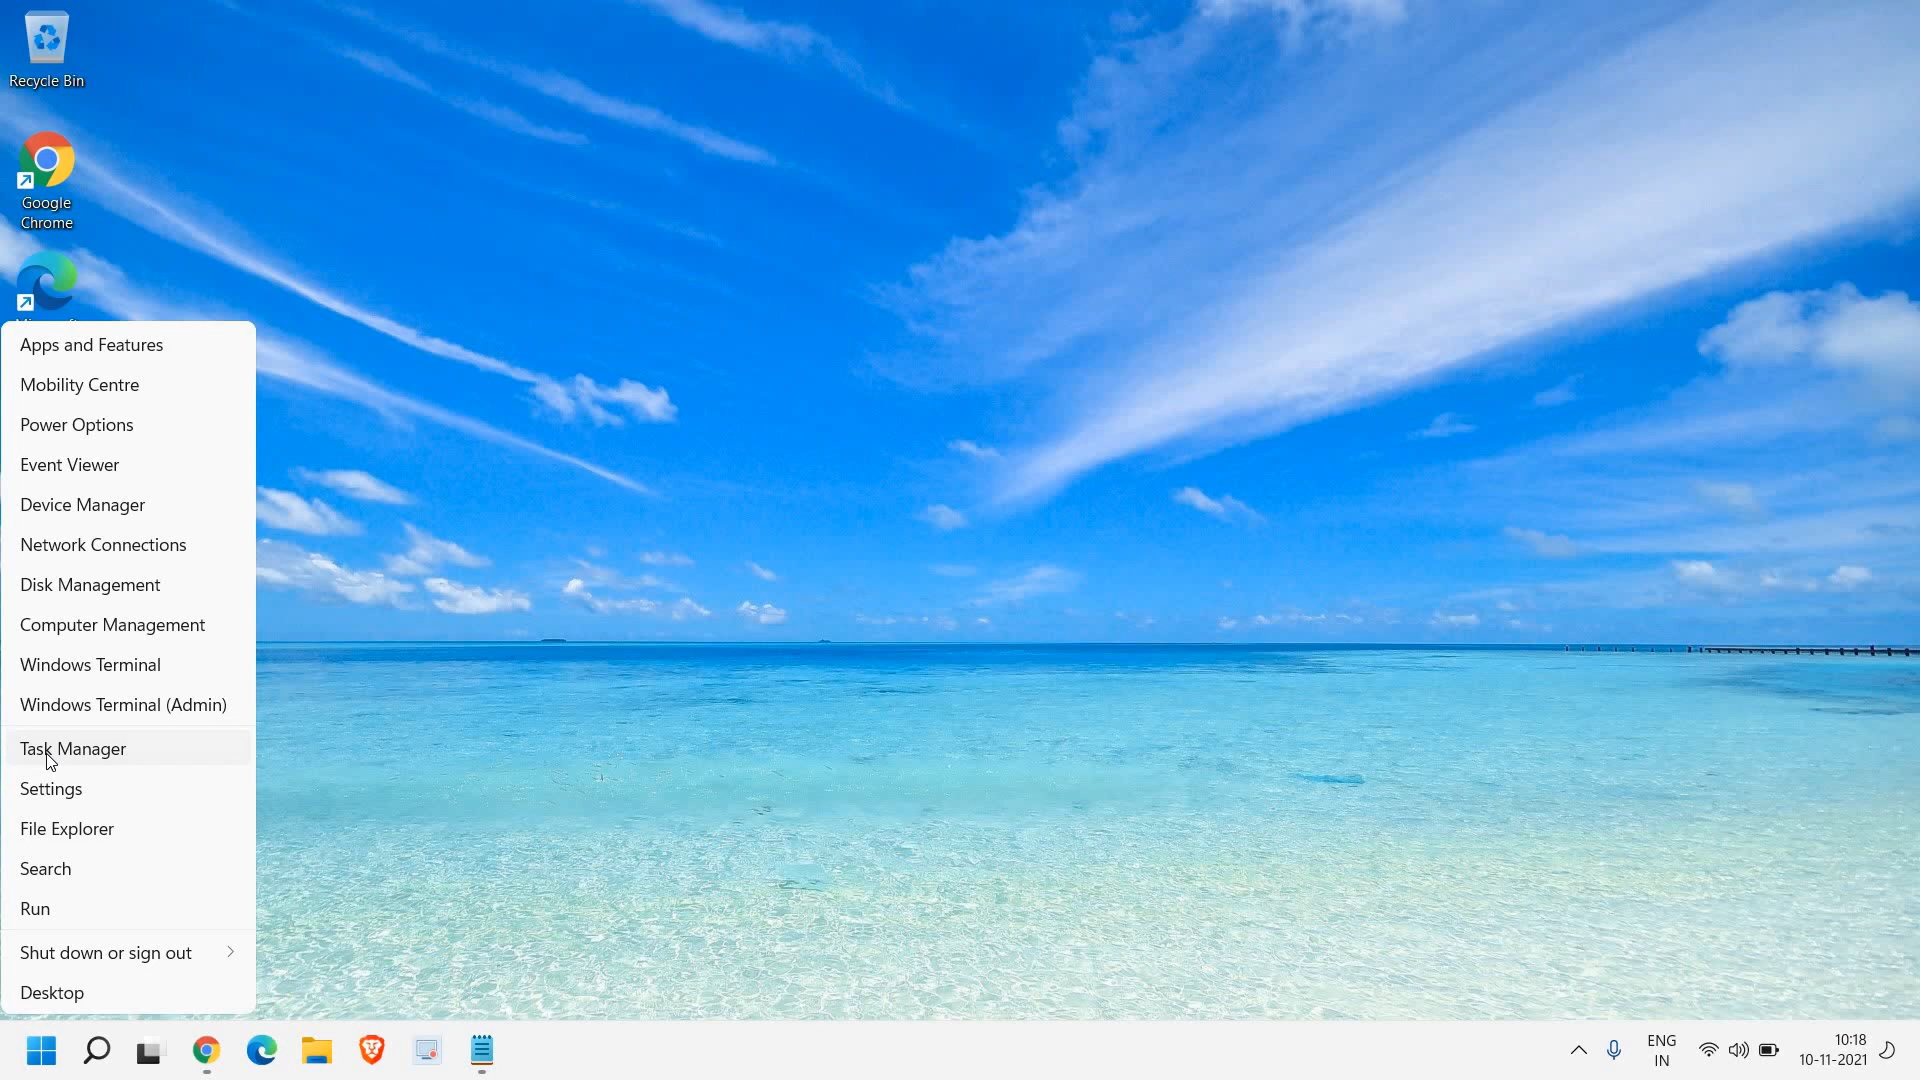 Recycle Bin
Google
Chrome
Apps and Features
Mobility Centre
Power Options
Event Viewer
Device Manager
Network Connections
Disk Management
Computer Management
Windows Terminal
Windows Terminal (Admin)
Task Manager
Settings
File Explorer
Search
Run
Shut down or sign out
Desktop
ENG
IN
10:18
10-11-2021